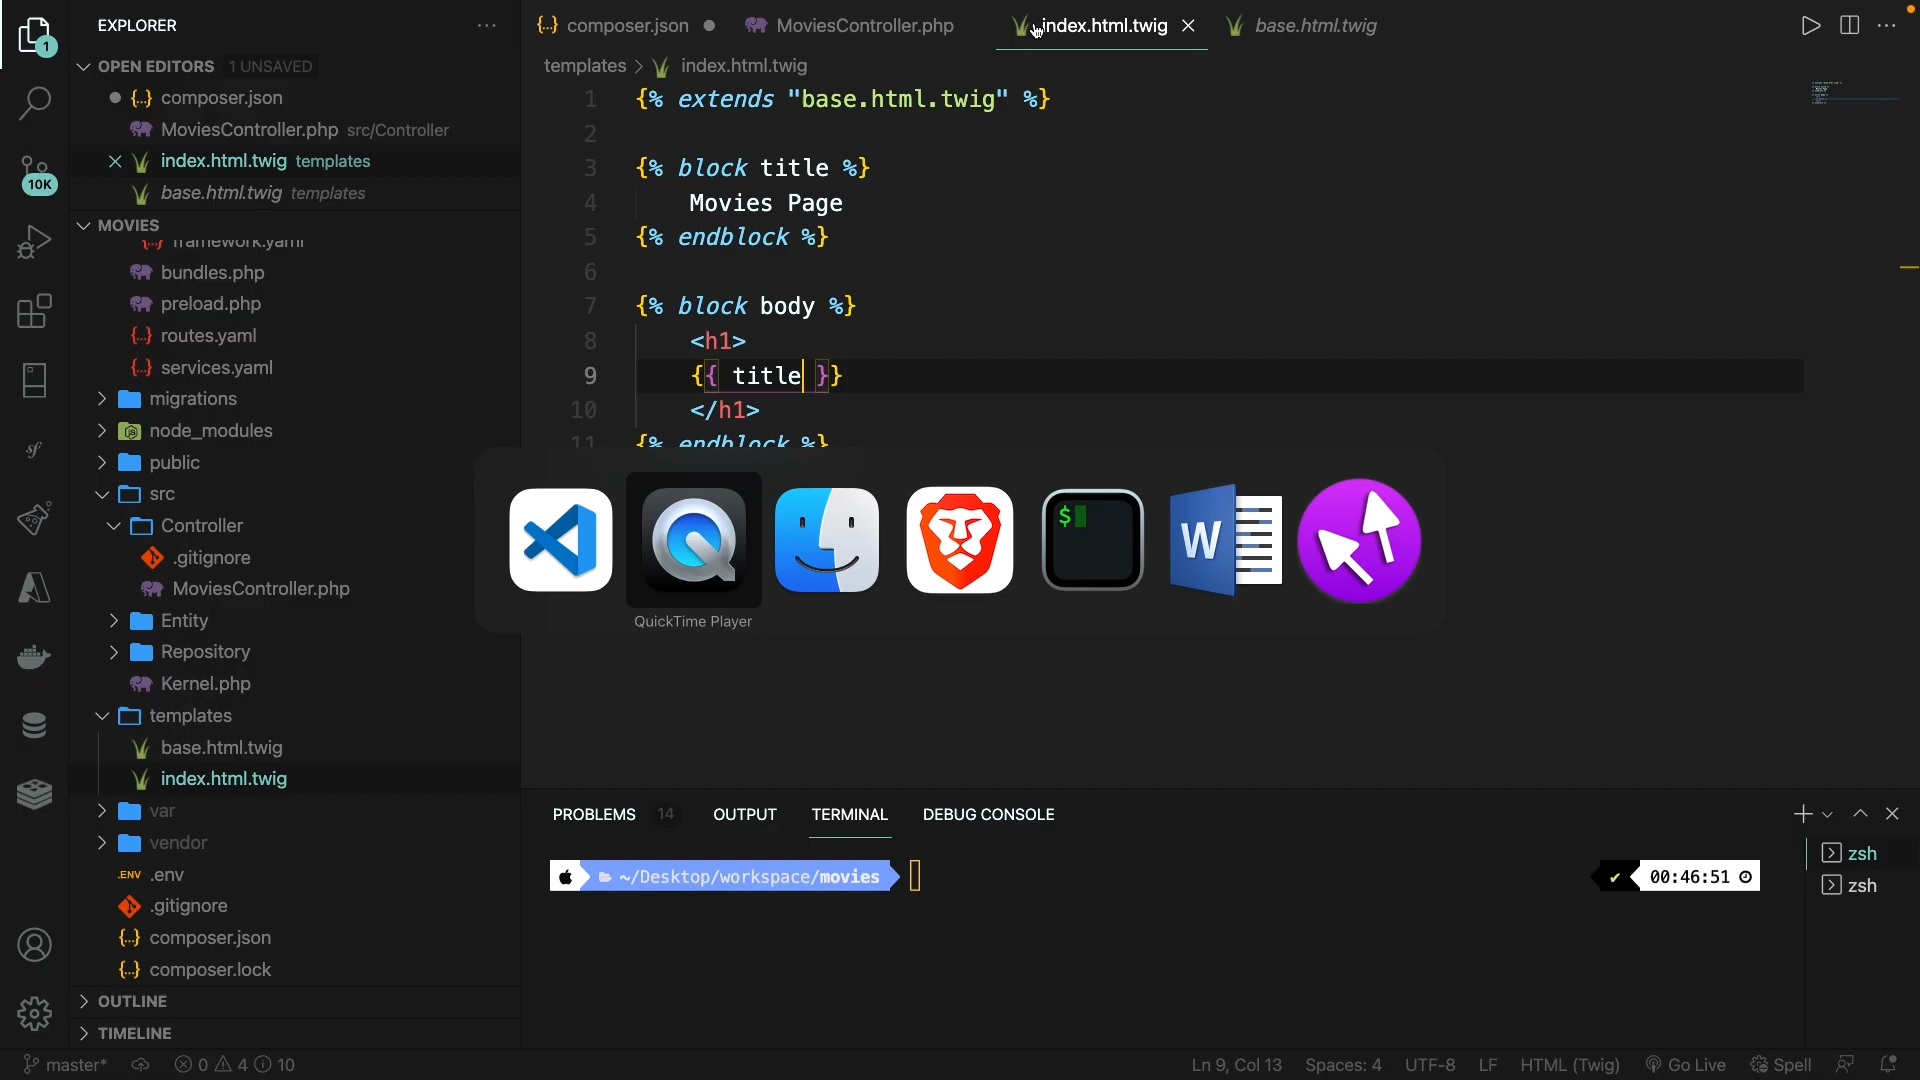 EXPLORER
OPEN EDITORS 1 UNSAVED
composer.json
MoviesController.php src/Controller
index.html.twig templates
base.html.twig templates
MOVIES
framework.yaml
bundles.php
preload.php
routes.yaml
services.yaml
migrations
node_modules
public
src
Controller
.gitignore
MoviesController.php
Entity
Repository
Kernel.php
templates
base.html.twig
index.html.twig
var
vendor
.ENV .env
.gitignore
composer.json
composer.lock
OUTLINE
TIMELINE
1
10K
composer.json MoviesController.php index.html.twig base.html.twig
templates > index.html.twig
1 {% extends "base.html.twig" %}
2
3 {% block title %}
4 Movies Page
5 {% endblock %}
6
7 {% block body %}
8 <h1>
9 {{ title }}
10 </h1>
11 {% endblock %}
$
W
QuickTime Player
PROBLEMS 14 OUTPUT TERMINAL DEBUG CONSOLE
~/Desktop/workspace/movies
✔ 00:46:51
zsh
zsh
master* 0 4 10 Ln 9, Col 13 Spaces: 4 UTF-8 LF HTML (Twig) Go Live Spell